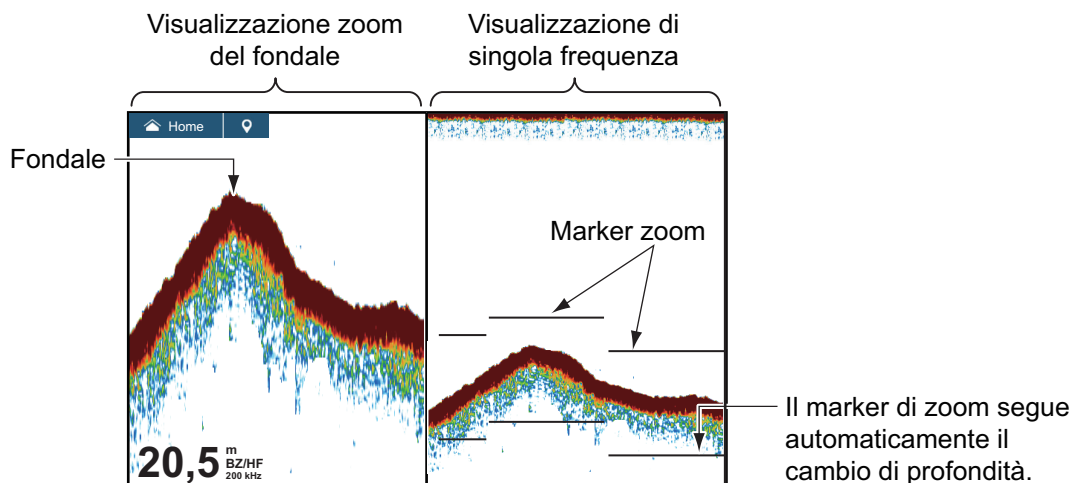 Visualizzazione zoom
del fondale
Visualizzazione di
singola frequenza
Home
Fondale
Marker zoom
Il marker di zoom segue
automaticamente il
cambio di profondità.
20,5 m
BZ/HF
200 kHz